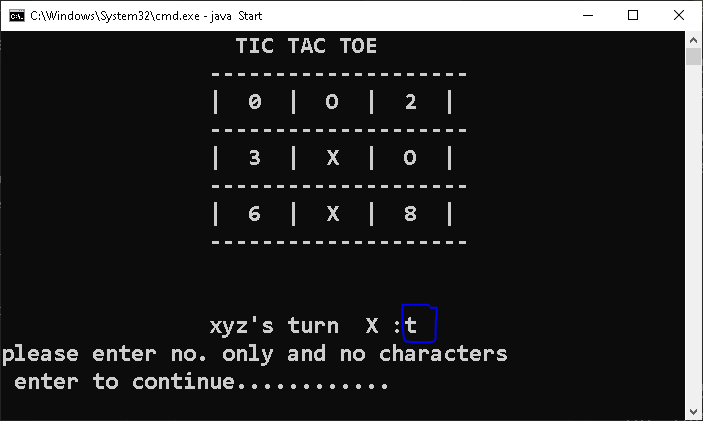 C:\Windows\System32\cmd.exe - java Start
TIC TAC TOE
--------------------
| 0 | O | 2 |
--------------------
| 3 | X | O |
--------------------
| 6 | X | 8 |
--------------------
xyz's turn X :t
please enter no. only and no characters
enter to continue............